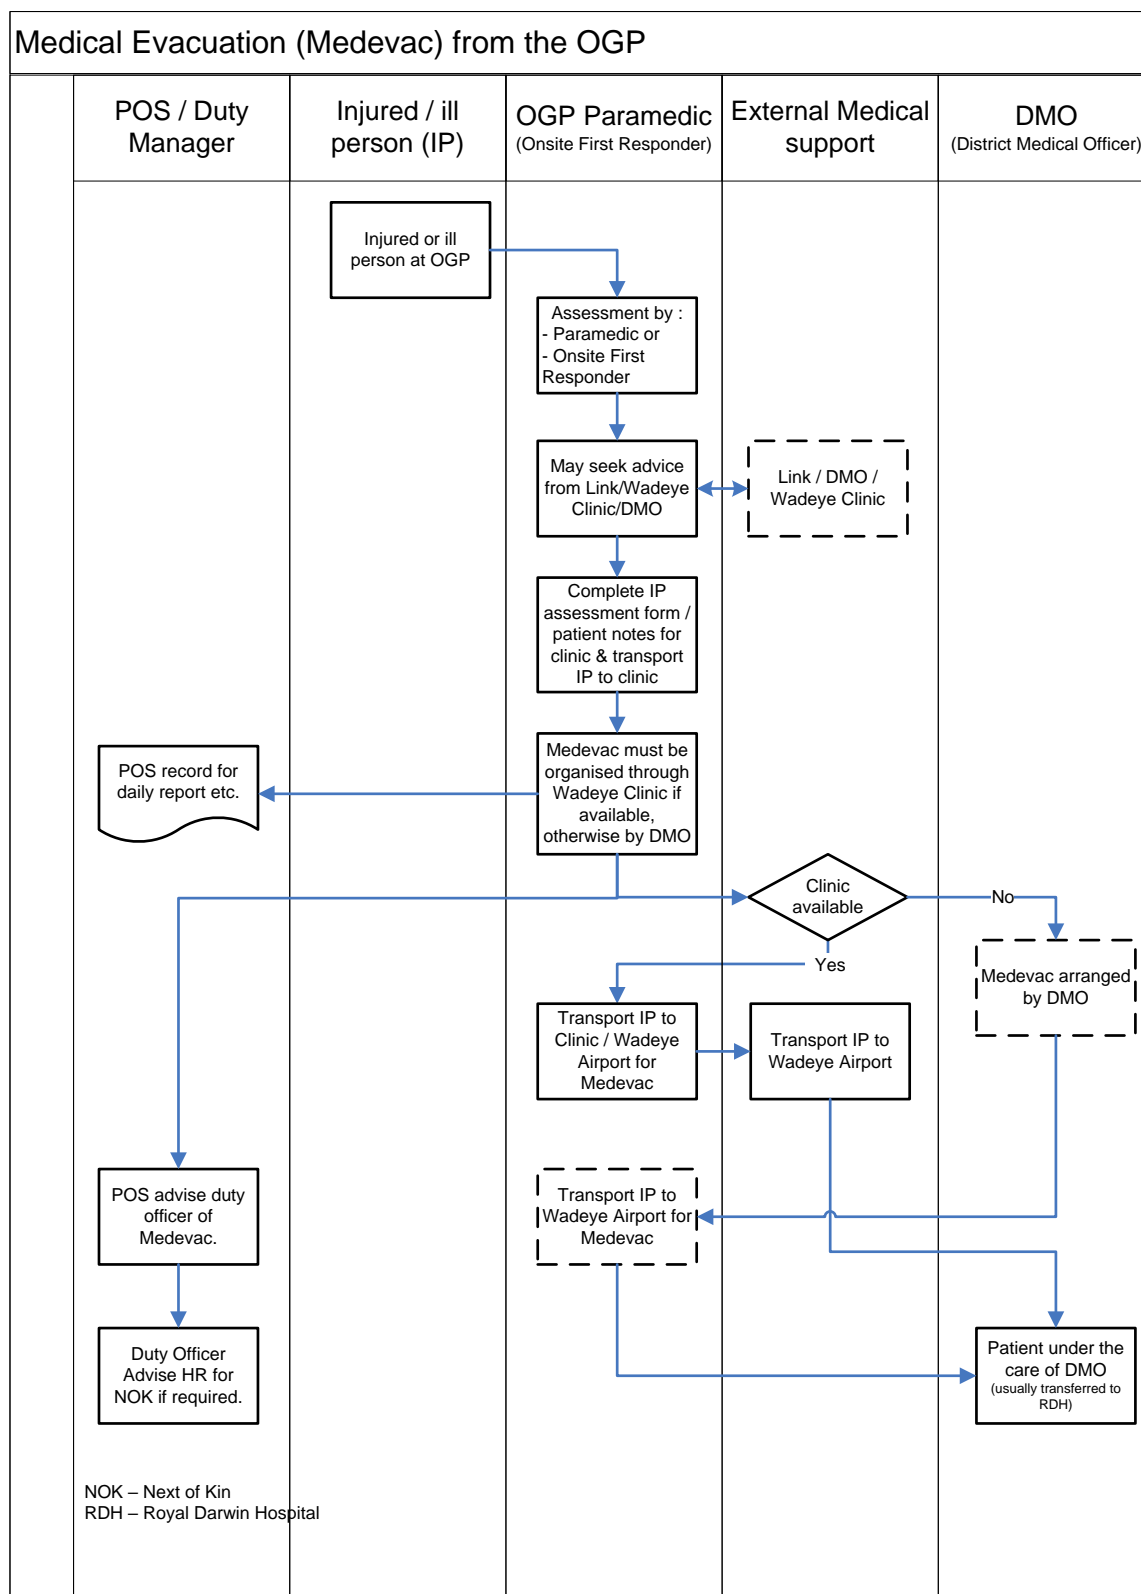 Medical Evacuation (Medevac) from the OGP
POS / Duty
Manager
Injured / ill
person (IP)
OGP Paramedic
(Onsite First Responder)
External Medical
support
DMO
(District Medical Officer)
Injured or ill
person at OGP
Assessment by :
- Paramedic or
- Onsite First
Responder
May seek advice
from Link/Wadeye
Clinic/DMO
Link / DMO /
Wadeye Clinic
Complete IP
assessment form /
patient notes for
clinic & transport
IP to clinic
Medevac must be
organised through
Wadeye Clinic if
available,
otherwise by DMO
POS record for
daily report etc.
Clinic
available
No
Yes
Medevac arranged
by DMO
Transport IP to
Clinic / Wadeye
Airport for
Medevac
Transport IP to
Wadeye Airport
POS advise duty
officer of
Medevac.
Transport IP to
Wadeye Airport for
Medevac
Duty Officer
Advise HR for
NOK if required.
Patient under the
care of DMO
(usually transferred to
RDH)
NOK – Next of Kin
RDH – Royal Darwin Hospital